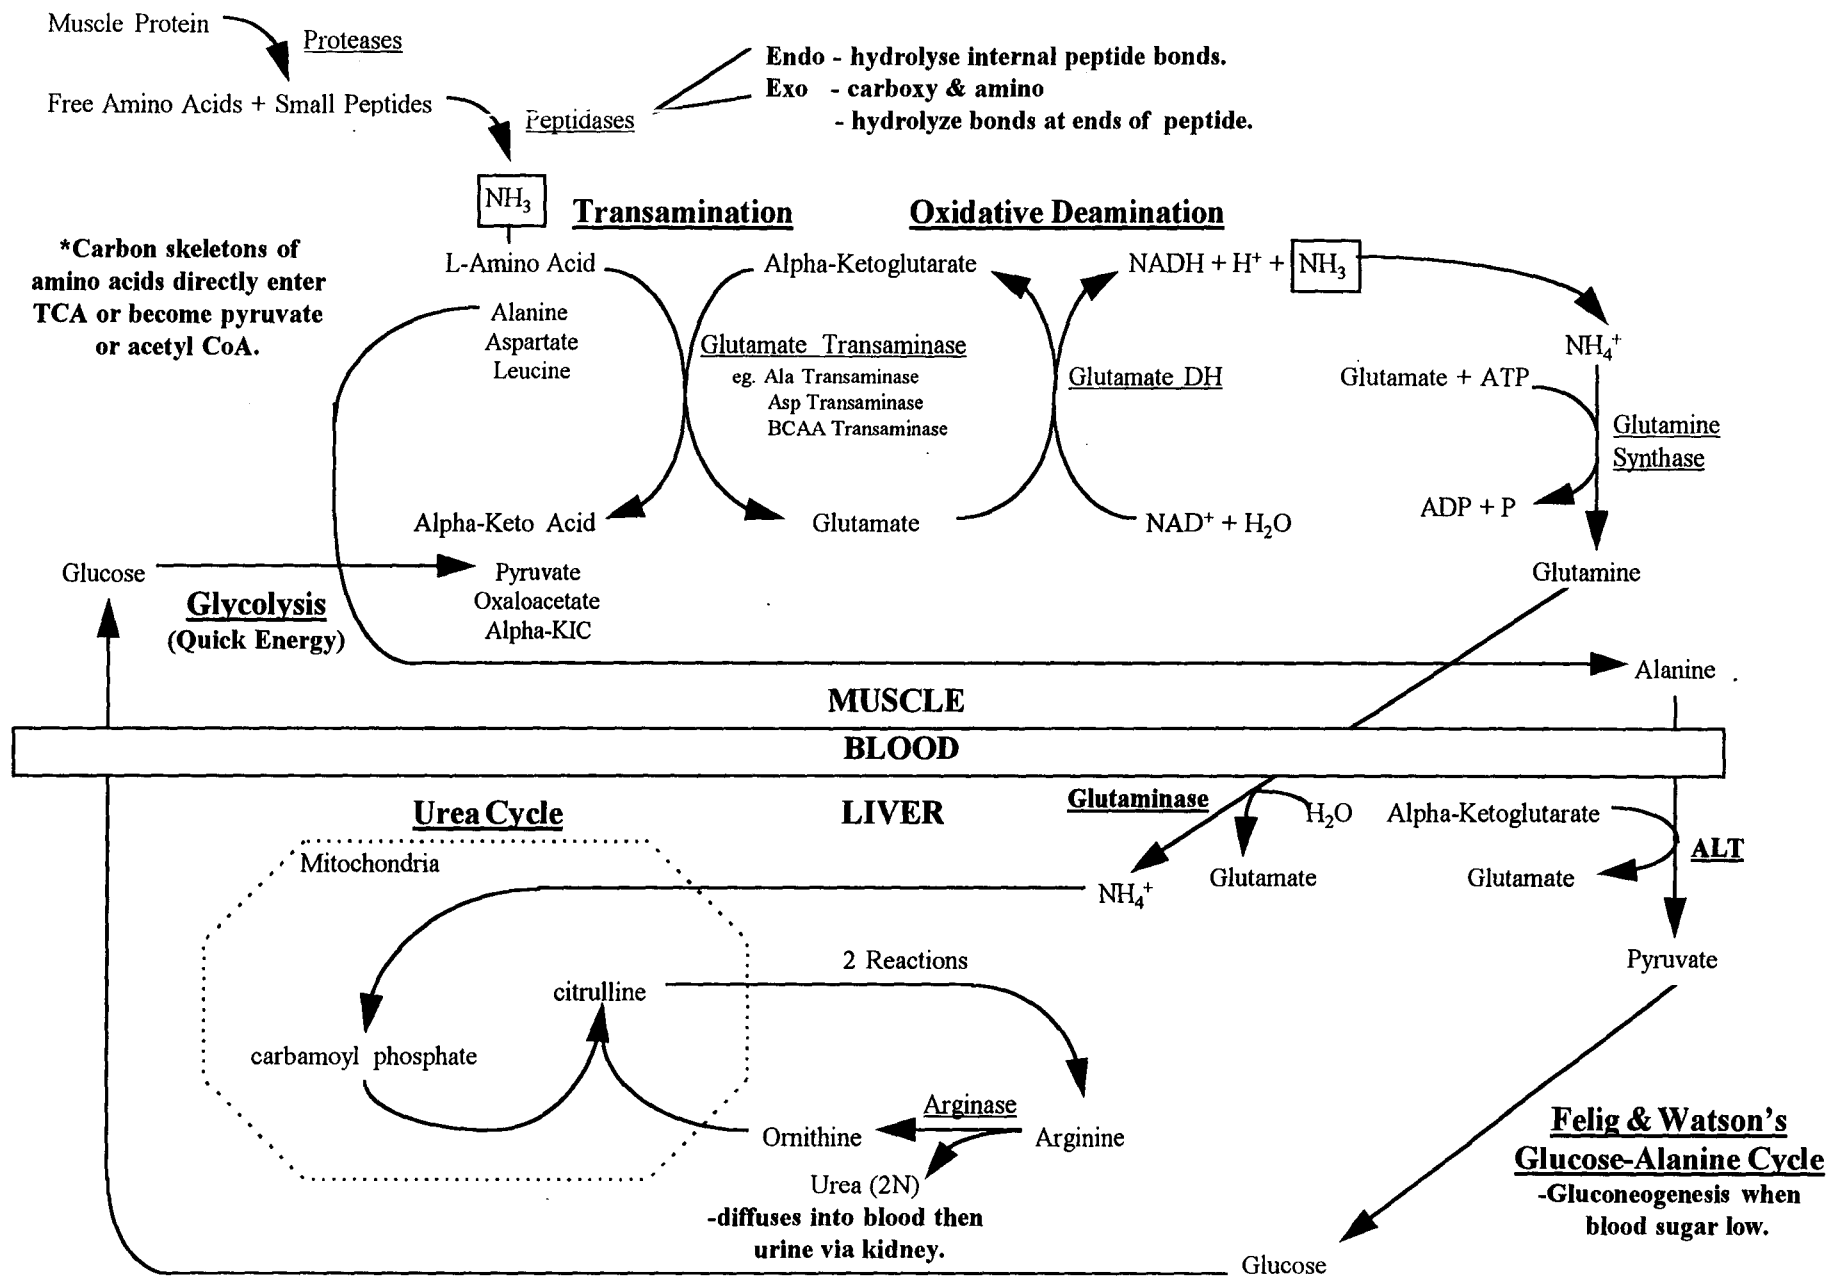 Muscle Protein
Proteases
Free Amino Acids + Small Peptides
Peptidases
Endo - hydrolyse internal peptide bonds.
Exo - carboxy & amino
- hydrolyze bonds at ends of peptide.
NH3
Transamination
Oxidative Deamination
*Carbon skeletons of
amino acids directly enter
TCA or become pyruvate
or acetyl CoA.
L-Amino Acid
Alpha-Ketoglutarate
NADH + H+ + NH3
Alanine
Aspartate
Leucine
Glutamate Transaminase
eg. Ala Transaminase
Asp Transaminase
BCAA Transaminase
Glutamate DH
NH4+
Glutamate + ATP
Glutamine
Synthase
ADP + P
Alpha-Keto Acid
Glutamate
NAD+ + H2O
Glucose
Pyruvate
Oxaloacetate
Alpha-KIC
Glutamine
Glycolysis
(Quick Energy)
Alanine
MUSCLE
BLOOD
LIVER
Urea Cycle
Glutaminase
H2O
Alpha-Ketoglutarate
ALT
Mitochondria
NH4+
Glutamate
Glutamate
2 Reactions
Pyruvate
citrulline
carbamoyl phosphate
Arginase
Ornithine
Arginine
Urea (2N)
-diffuses into blood then
urine via kidney.
Felig & Watson's
Glucose-Alanine Cycle
-Gluconeogenesis when
blood sugar low.
Glucose